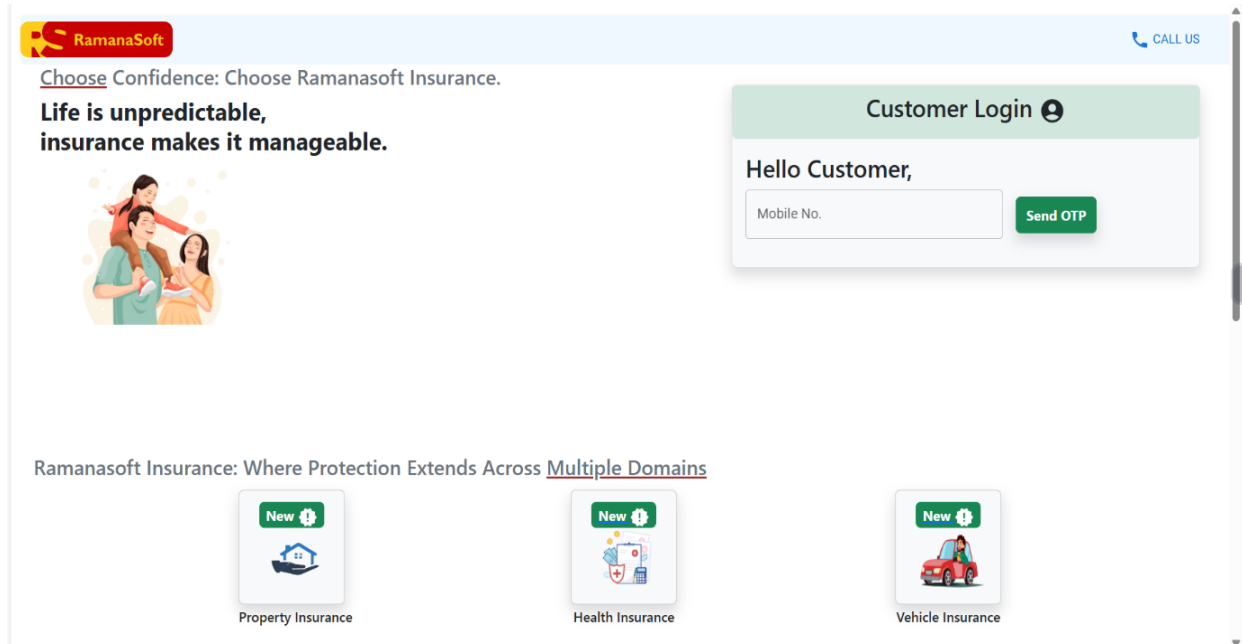 RS RamanaSoft
CALL US
Choose Confidence: Choose Ramanasoft Insurance.
Life is unpredictable,
insurance makes it manageable.
Customer Login
Hello Customer,
Mobile No.
Send OTP
Ramanasoft Insurance: Where Protection Extends Across Multiple Domains
New
New
New
Property Insurance
Health Insurance
Vehicle Insurance